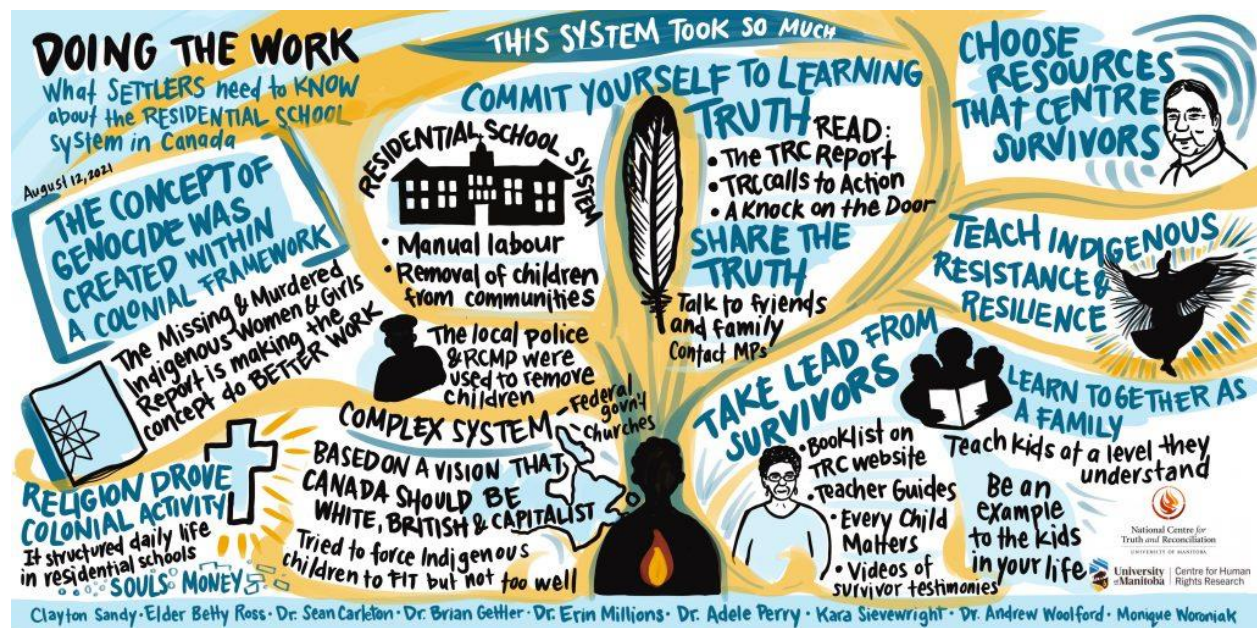 DOING THE WORK
What SETTLERS need to KNOW
about the RESIDENTIAL SCHOOL
system in Canada
August 12, 2021
THE CONCEPT OF
GENOCIDE WAS
CREATED WITHIN
A COLONIAL FRAMEWORK
The Missing & Murdered
Indigenous Women & Girls
Report is making the
concept do BETTER WORK
RELIGION DROVE
COLONIAL ACTIVITY
It structured daily life
in residential schools
SOULS MONEY
THIS SYSTEM TOOK SO MUCH
COMMIT YOURSELF TO LEARNING
TRUTH
RESIDENTIAL SCHOOL SYSTEM
• Manual labour
• Removal of children
from communities
The local police
& RCMP were
used to remove
children
COMPLEX SYSTEM
- Federal
gov'nt
- Churches
BASED ON A VISION THAT
CANADA SHOULD BE
WHITE, BRITISH & CAPITALIST
Tried to force Indigenous
children to FIT but not too well
READ:
• The TRC Report
• TRC calls to Action
• A Knock on the Door
SHARE THE
TRUTH
Talk to friends
and family
Contact MPs
TAKE LEAD FROM
SURVIVORS
• Booklist on
TRC website
• Teacher Guides
• Every Child
Matters
• Videos of
survivor testimonies
CHOOSE
RESOURCES
THAT CENTRE
SURVIVORS
TEACH INDIGENOUS
RESISTANCE &
RESILIENCE
LEARN TOGETHER AS
A FAMILY
Teach kids at a level they
understand
Be an
example
to the kids
in your life
National Centre for
Truth and Reconciliation
UNIVERSITY OF MANITOBA
University of Manitoba
Centre for Human
Rights Research
Clayton Sandy • Elder Betty Ross • Dr. Sean Carleton • Dr. Brian Gettler • Dr. Erin Millions • Dr. Adele Perry • Kara Sievewright • Dr. Andrew Woolford • Monique Woroniak